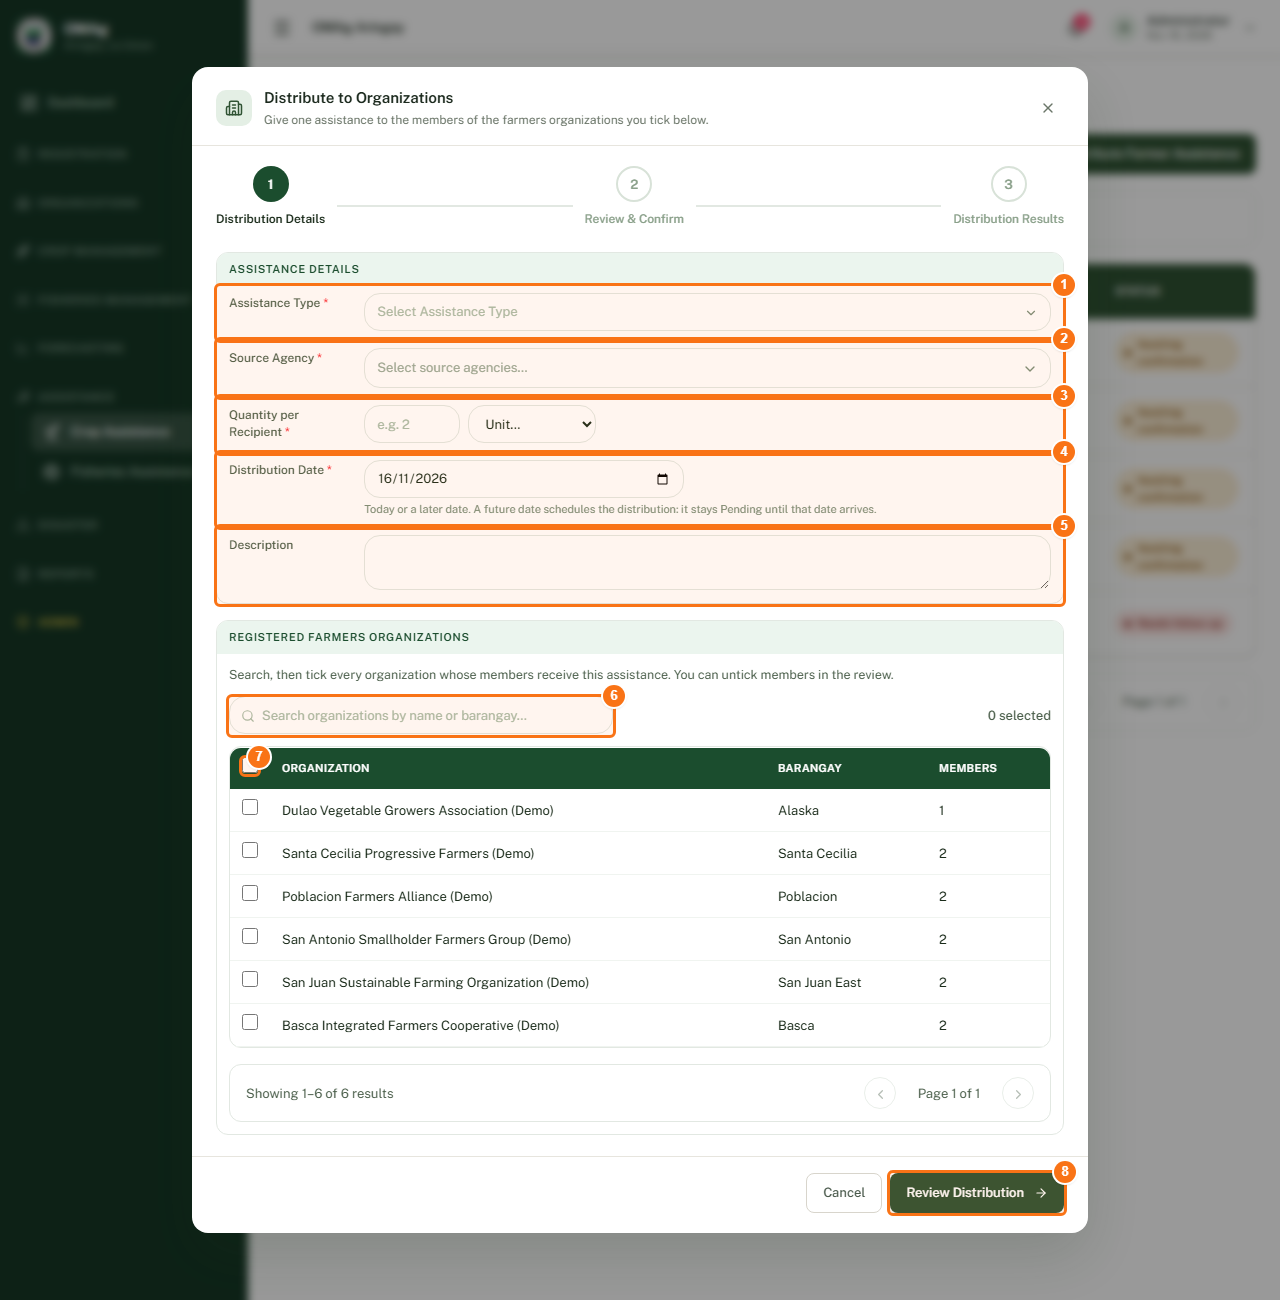 Distribute to Organizations
Give one assistance to the members of the farmers organizations you tick below.
1
2
3
Distribution Details
Review & Confirm
Distribution Results
ASSISTANCE DETAILS
1
Assistance Type *
Select Assistance Type
2
Source Agency *
Select source agencies...
3
Quantity per
Recipient *
e.g. 2
Unit...
4
Distribution Date *
16/11/2026
Today or a later date. A future date schedules the distribution: it stays Pending until that date arrives.
5
Description
REGISTERED FARMERS ORGANIZATIONS
Search, then tick every organization whose members receive this assistance. You can untick members in the review.
6
Search organizations by name or barangay...
0 selected
7
ORGANIZATION BARANGAY MEMBERS
Dulao Vegetable Growers Association (Demo) Alaska 1
Santa Cecilia Progressive Farmers (Demo) Santa Cecilia 2
Poblacion Farmers Alliance (Demo) Poblacion 2
San Antonio Smallholder Farmers Group (Demo) San Antonio 2
San Juan Sustainable Farming Organization (Demo) San Juan East 2
Basca Integrated Farmers Cooperative (Demo) Basca 2
Showing 1–6 of 6 results
Page 1 of 1
8
Cancel
Review Distribution